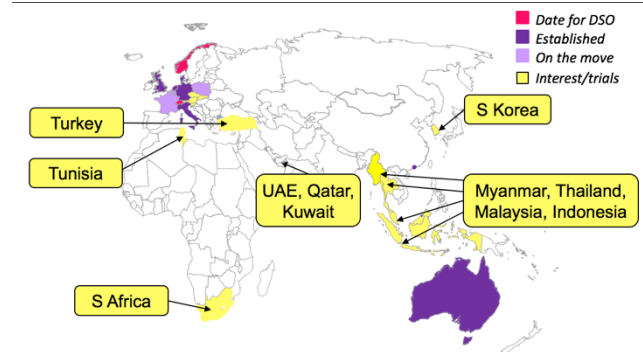 Date for DSO
Established
On the move
Interest/trials
S Korea
Turkey
Tunisia
UAE, Qatar,
Kuwait
Myanmar, Thailand,
Malaysia, Indonesia
S Africa